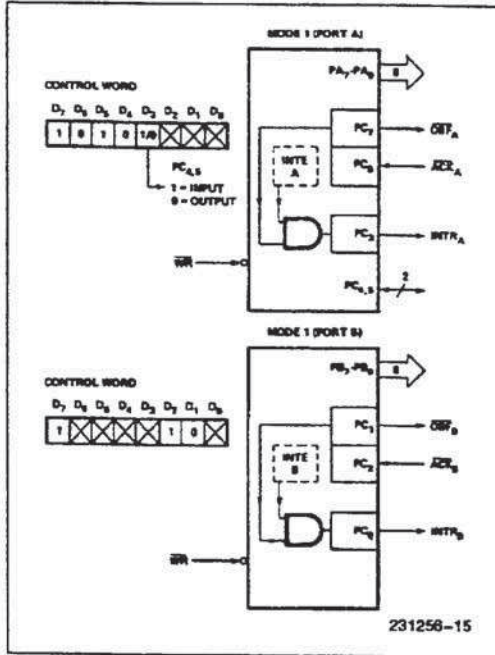 MODE 1 (PORT A)
PA7-PA0 8
CONTROL WORD
D7 D6 D5 D4 D3 D2 D1 D0
1 0 1 0 1/0
PC4,5
1 = INPUT
0 = OUTPUT
PC7 OBFA
PC6 ACKA
INTE
A
PC3 INTRA
WR
PC4,5 2
MODE 1 (PORT B)
PB7-PB0 8
CONTROL WORD
D7 D6 D5 D4 D3 D2 D1 D0
1 1 0
PC1 OBFB
PC2 ACKB
INTE
B
PC0 INTRB
WR
231256-15